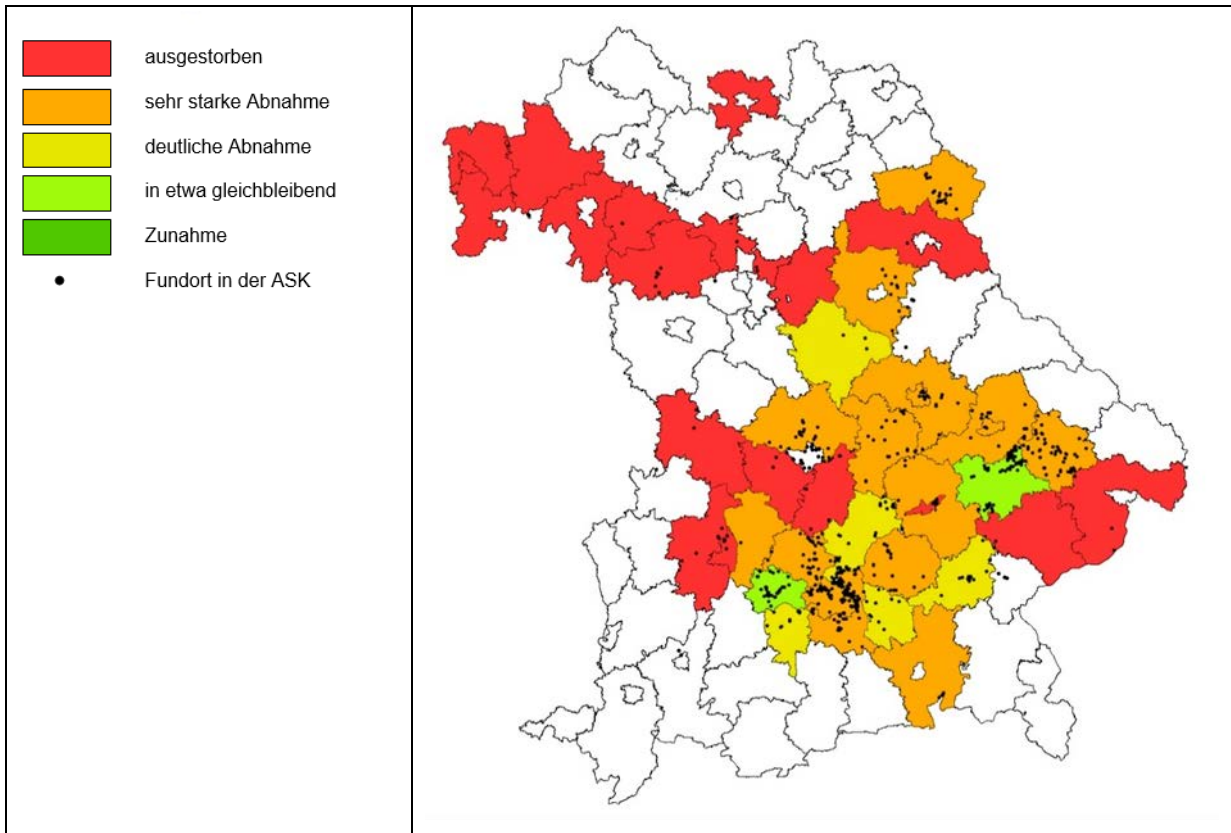 ausgestorben
sehr starke Abnahme
deutliche Abnahme
in etwa gleichbleibend
Zunahme
Fundort in der ASK